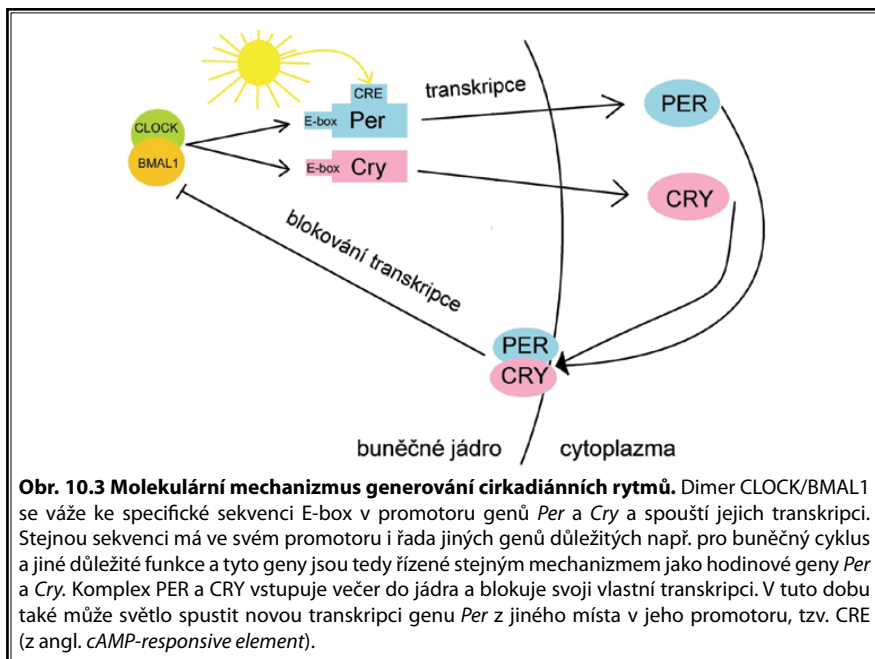 CRE
transkripce
PER
E-box Per
CLOCK
BMAL1
E-box Cry
CRY
blokování transkripce
PER
CRY
buněčné jádro
cytoplazma
Obr. 10.3 Molekulární mechanizmus generování cirkadiánních rytmů. Dimer CLOCK/BMAL1
se váže ke specifické sekvenci E-box v promotoru genů Per a Cry a spouští jejich transkripci.
Stejnou sekvenci má ve svém promotoru i řada jiných genů důležitých např. pro buněčný cyklus
a jiné důležité funkce a tyto geny jsou tedy řízené stejným mechanizmem jako hodinové geny Per
a Cry. Komplex PER a CRY vstupuje večer do jádra a blokuje svoji vlastní transkripci. V tuto dobu
také může světlo spustit novou transkripci genu Per z jiného místa v jeho promotoru, tzv. CRE
(z angl. cAMP-responsive element).